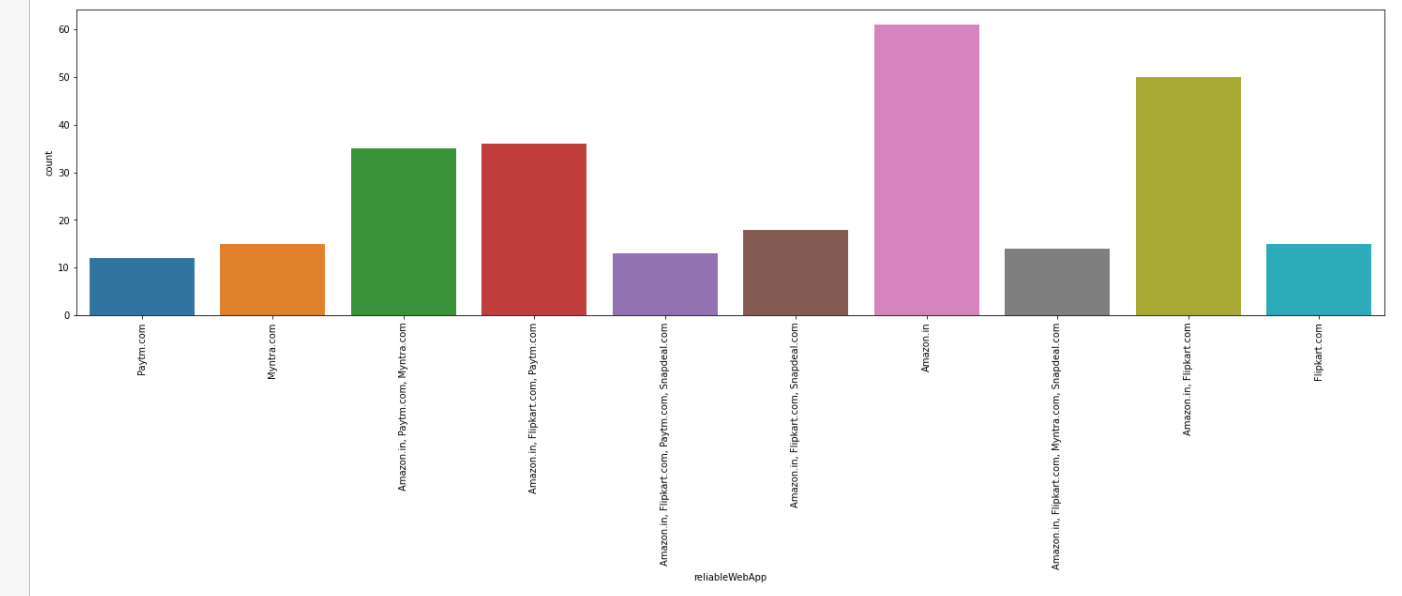 60
50
40
30
20
10
0
count
Paytm.com
Myntra.com
Amazon.in, Paytm.com, Myntra.com
Amazon.in, Flipkart.com, Paytm.com
Amazon.in, Flipkart.com, Paytm.com, Snapdeal.com
Amazon.in, Flipkart.com, Snapdeal.com
Amazon.in
Amazon.in, Flipkart.com, Myntra.com, Snapdeal.com
Amazon.in, Flipkart.com
Flipkart.com
reliableWebApp